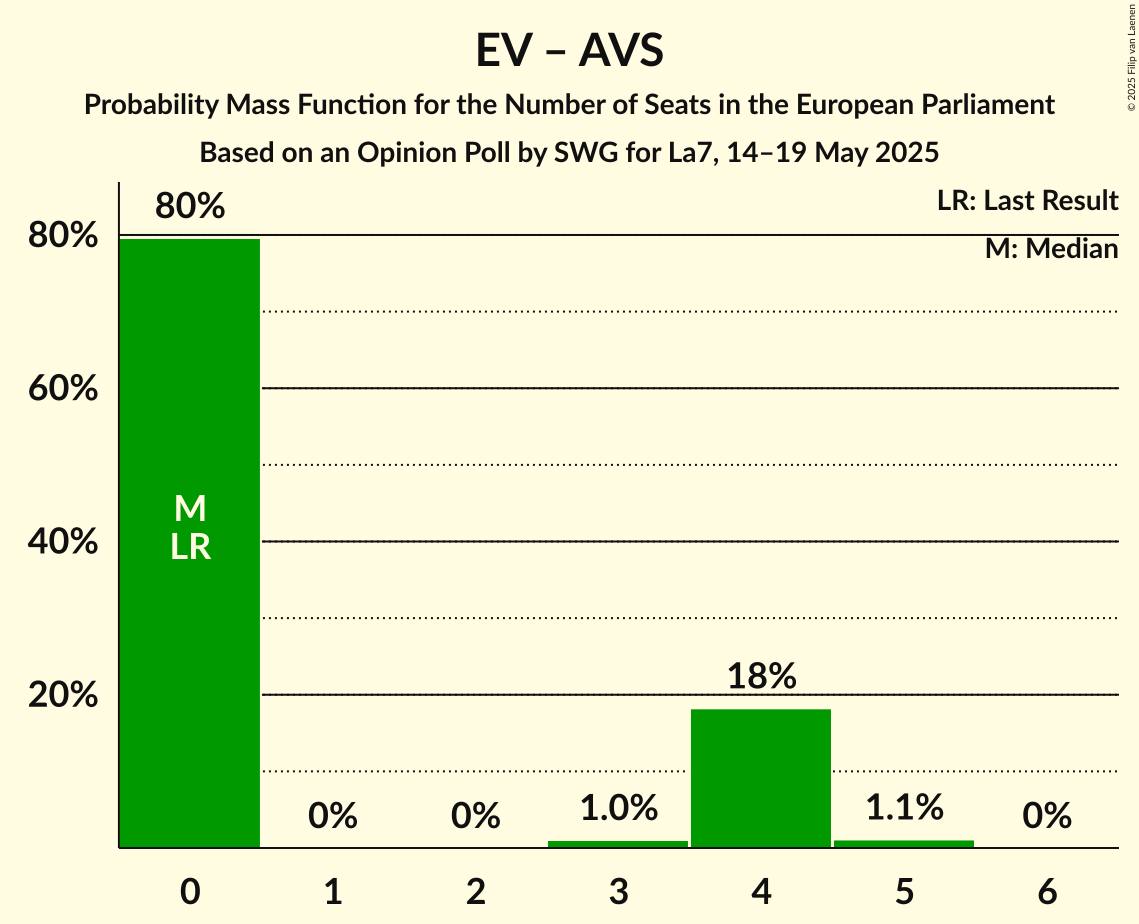 EV – AVS
Probability Mass Function for the Number of Seats in the European Parliament
Based on an Opinion Poll by SWG for La7, 14–19 May 2025
© 2025 Filip van Laenen
LR: Last Result
M: Median
80%
60%
40%
20%
80%
M
LR
0%
0%
1.0%
18%
1.1%
0%
0 1 2 3 4 5 6